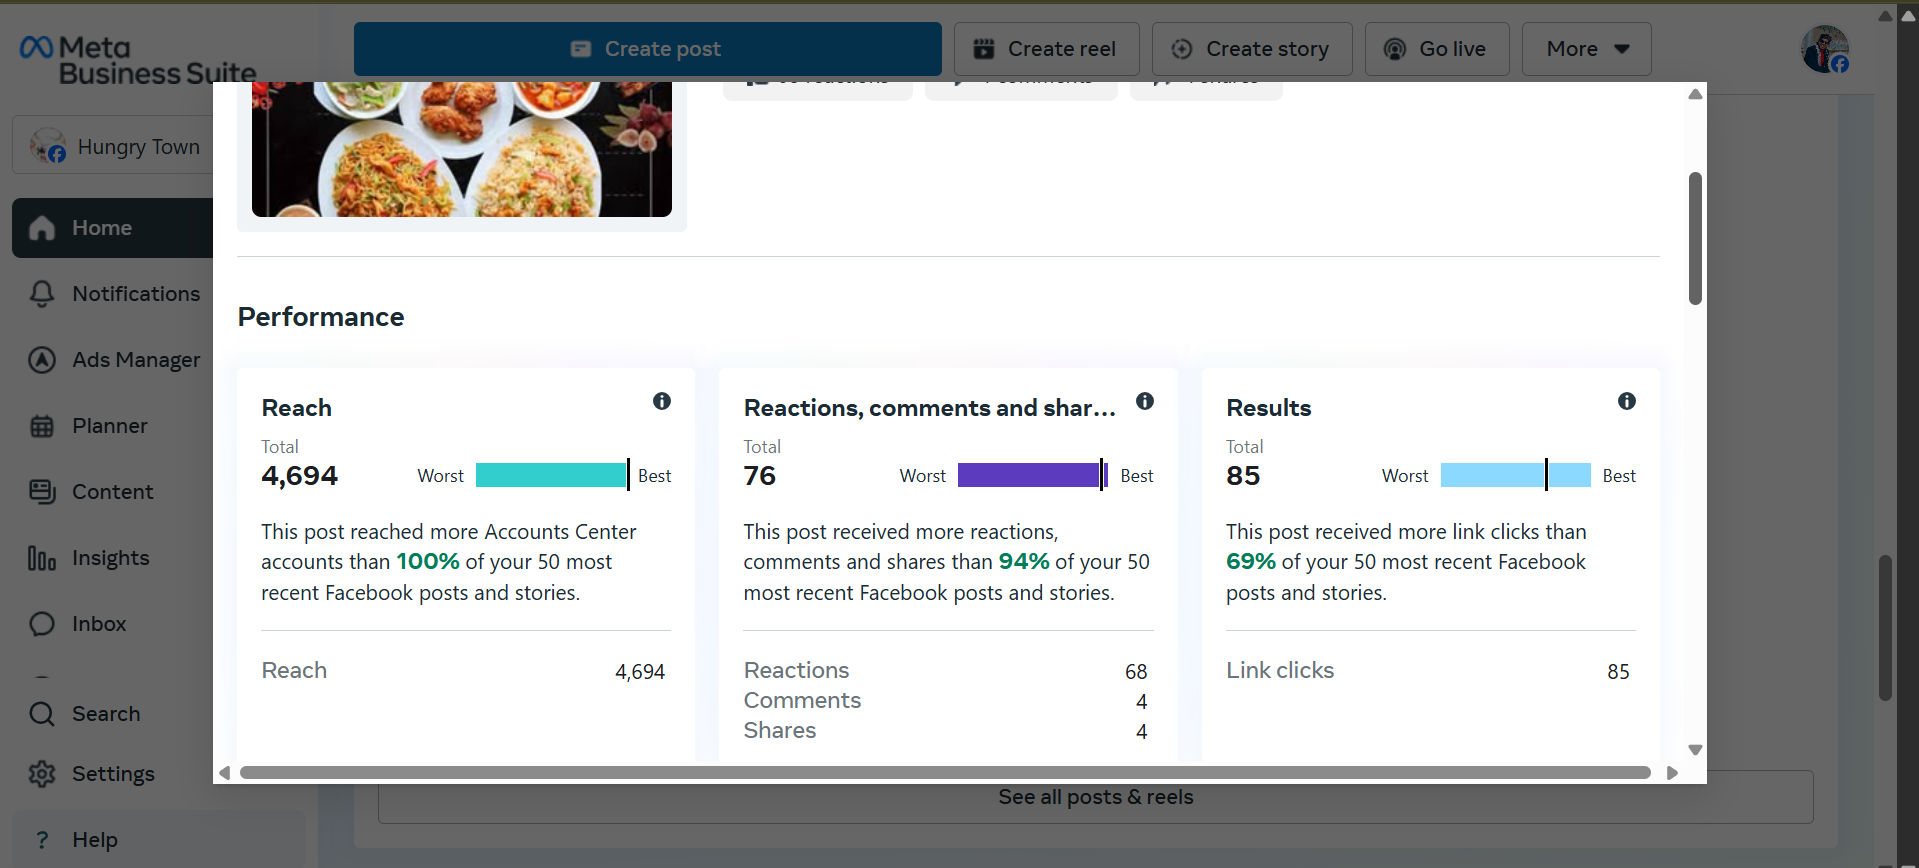 Meta
Business Suite
Create post
Create reel
Create story
Go live
More
Hungry Town
Home
Notifications
Ads Manager
Planner
Content
Insights
Inbox
Search
Settings
? Help
Performance
Reach
Total
4,694
Worst
Best
This post reached more Accounts Center
accounts than 100% of your 50 most
recent Facebook posts and stories.
Reach 4,694
Reactions, comments and shar...
Total
76
Worst
Best
This post received more reactions,
comments and shares than 94% of your 50
most recent Facebook posts and stories.
Reactions 68
Comments 4
Shares 4
Results
Total
85
Worst
Best
This post received more link clicks than
69% of your 50 most recent Facebook
posts and stories.
Link clicks 85
See all posts & reels